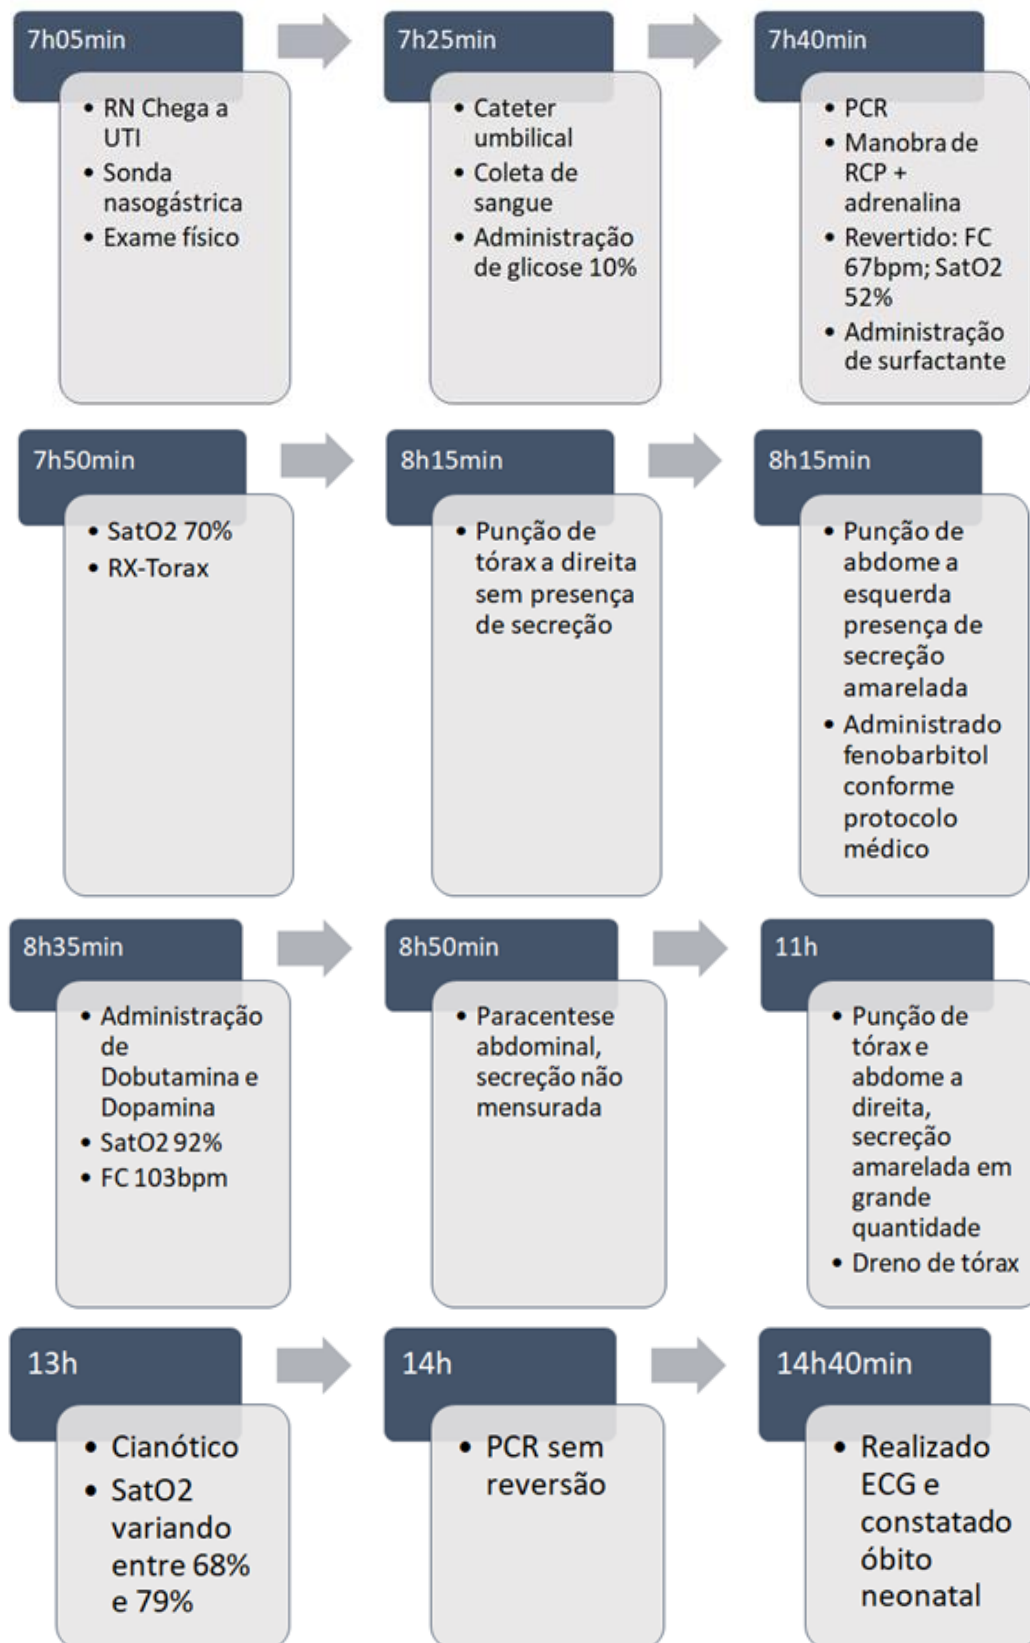 7h05min
• RN Chega a
UTI
• Sonda
nasogástrica
• Exame físico
7h25min
• Cateter
umbilical
• Coleta de
sangue
• Administração
de glicose 10%
7h40min
• PCR
• Manobra de
RCP +
adrenalina
• Revertido: FC
67bpm; SatO2
52%
• Administração
de surfactante
7h50min
• SatO2 70%
• RX-Torax
8h15min
• Punção de
tórax a direita
sem presença
de secreção
8h15min
• Punção de
abdome a
esquerda
presença de
secreção
amarelada
• Administrado
fenobarbitol
conforme
protocolo
médico
8h35min
• Administração
de
Dobutamina e
Dopamina
• SatO2 92%
• FC 103bpm
8h50min
• Paracentese
abdominal,
secreção não
mensurada
11h
• Punção de
tórax e
abdome a
direita,
secreção
amarelada em
grande
quantidade
• Dreno de tórax
13h
• Cianótico
• SatO2
variando
entre 68%
e 79%
14h
• PCR sem
reversão
14h40min
• Realizado
ECG e
constatado
óbito
neonatal